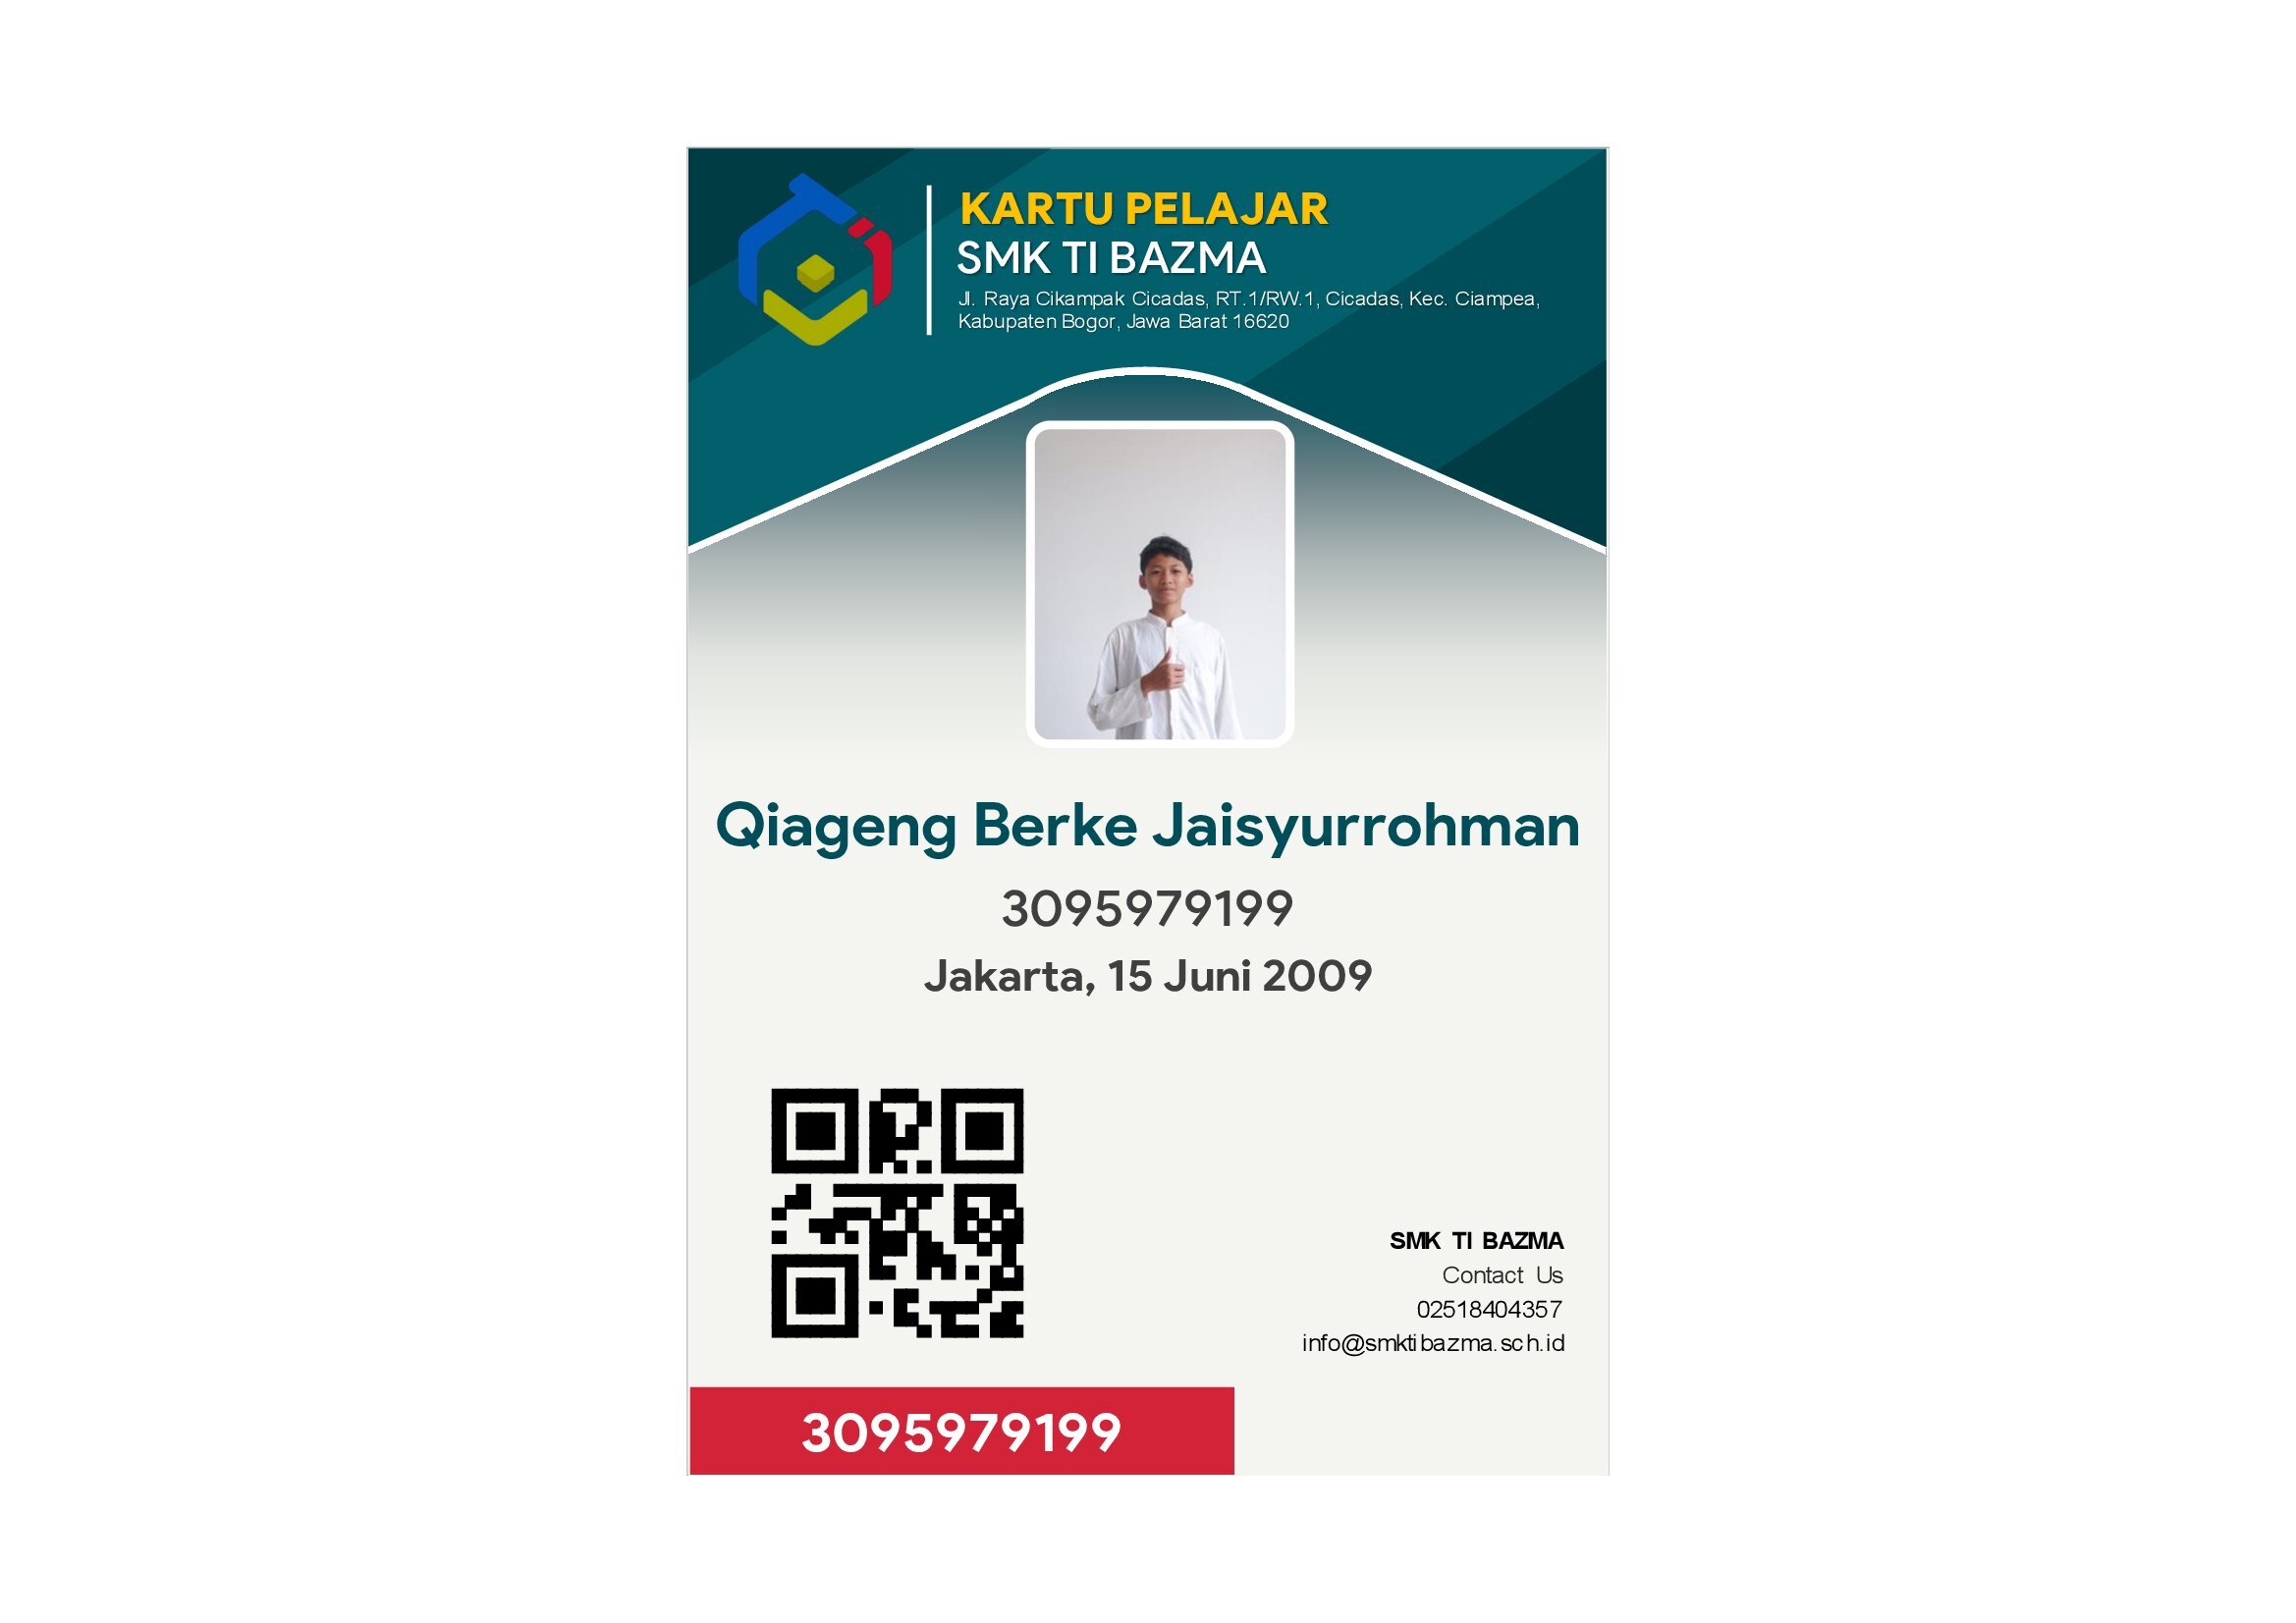 KARTU PELAJAR
SMK TI BAZMA
Jl. Raya Cikampak Cicadas, RT.1/RW.1, Cicadas, Kec. Ciampea,
Kabupaten Bogor, Jawa Barat 16620
Qiageng Berke Jaisyurrohman
3095979199
Jakarta, 15 Juni 2009
SMK TI BAZMA
Contact Us
02518404357
info@smktibazma.sch.id
3095979199